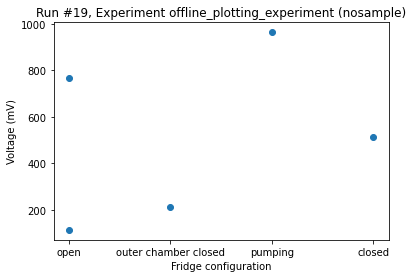 Run #19, Experiment offline_plotting_experiment (nosample)
1000
800
600
400
200
Voltage (mV)
open
outer chamber closed
pumping
closed
Fridge configuration